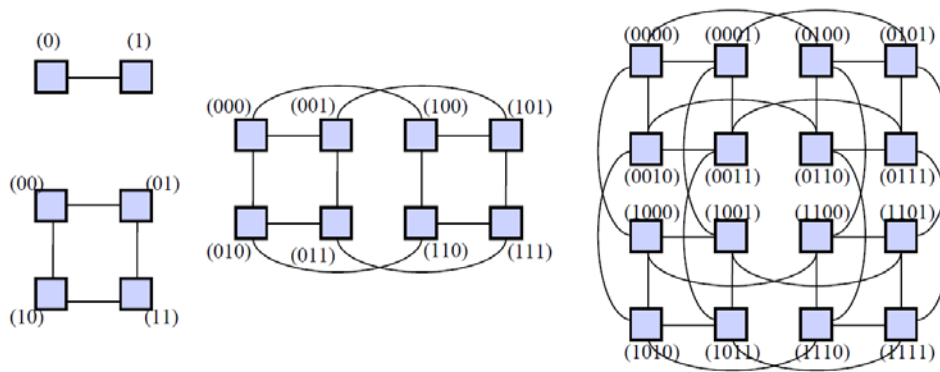 (0) (1)
(00) (01)
(10) (11)
(000) (001) (100) (101)
(010) (011) (110) (111)
(0000) (0001) (0100) (0101)
(0010) (0011) (0110) (0111)
(1000) (1001) (1100) (1101)
(1010) (1011) (1110) (1111)